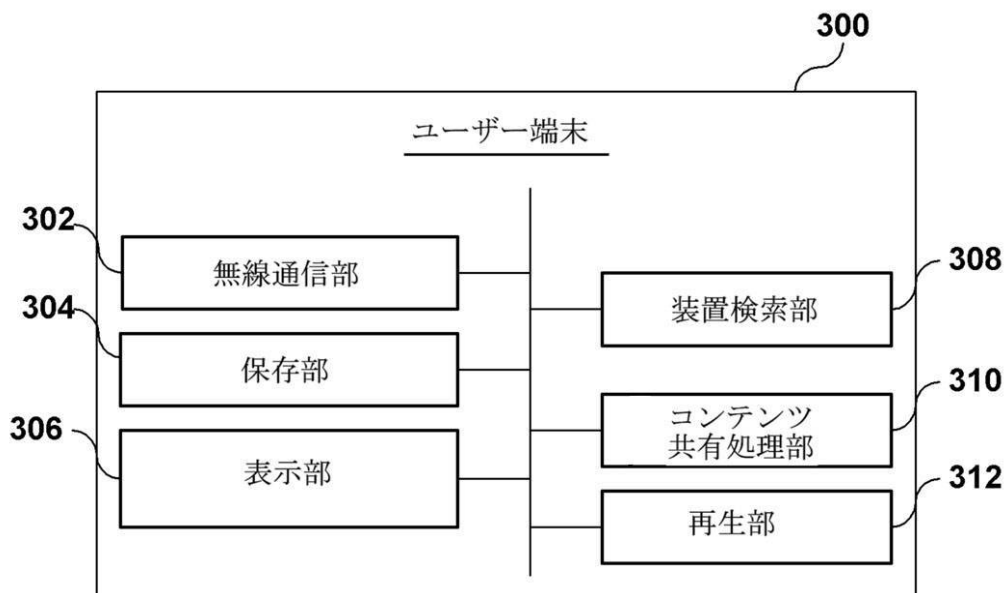 300
ユーザー端末
302
無線通信部
304
保存部
306
表示部
308
装置検索部
310
コンテンツ
共有処理部
312
再生部